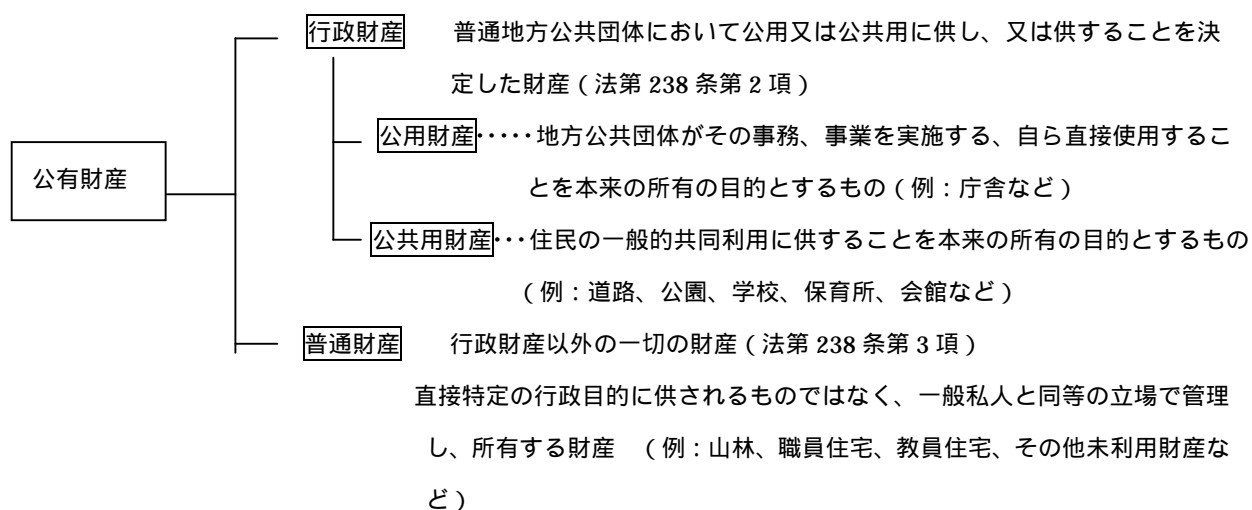 行政財産 普通地方公共団体において公用又は公共用に供し、又は供することを決
定した財産(法第 238 条第 2 項)
公用財産・・・・・地方公共団体がその事務、事業を実施する、自ら直接使用するこ
公有財産
とを本来の所有の目的とするもの(例:庁舎など)
公共用財産・・・住民の一般的共同利用に供することを本来の所有の目的とするもの
(例:道路、公園、学校、保育所、会館など)
普通財産 行政財産以外の一切の財産(法第 238 条第 3 項)
直接特定の行政目的に供されるものではなく、一般私人と同等の立場で管理
し、所有する財産 (例:山林、職員住宅、教員住宅、その他未利用財産な
ど)